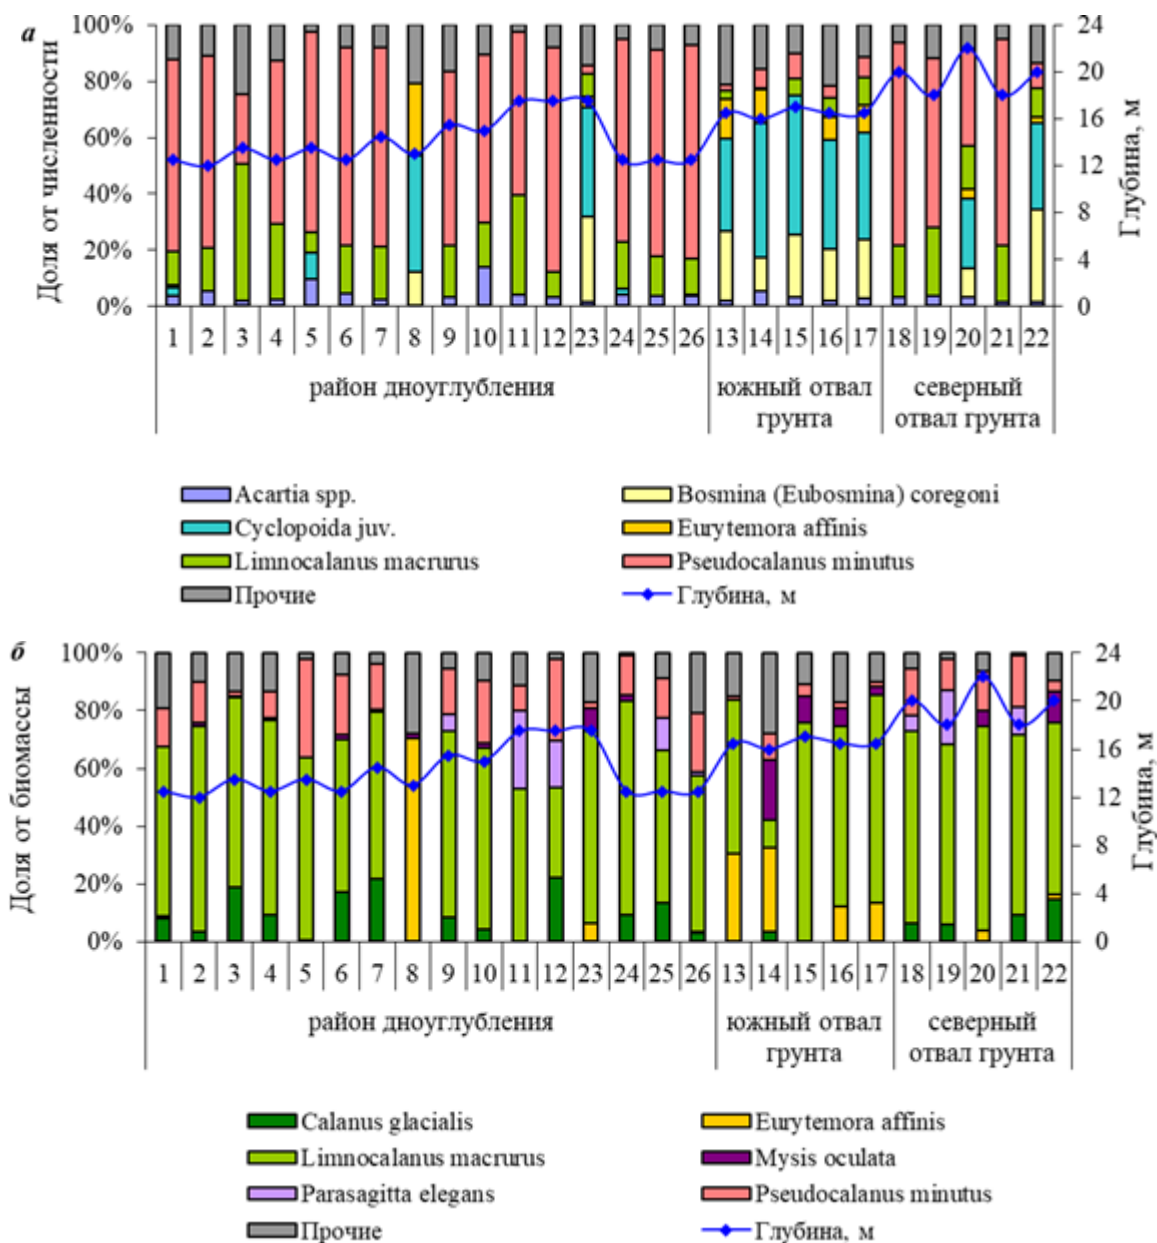 а
100%
80%
60%
40%
20%
0%
Доля от численности
24
20
16
12
8
4
0
Глубина, м
1 2 3 4 5 6 7 8 9 10 11 12 23 24 25 26 13 14 15 16 17 18 19 20 21 22
район дноуглубления
южный отвал
грунта
северный
отвал грунта
Acartia spp.
Bosmina (Eubosmina) coregoni
Cyclopoida juv.
Eurytemora affinis
Limnocalanus macrurus
Pseudocalanus minutus
Прочие
Глубина, м
б
100%
80%
60%
40%
20%
0%
Доля от биомассы
24
20
16
12
8
4
0
Глубина, м
1 2 3 4 5 6 7 8 9 10 11 12 23 24 25 26 13 14 15 16 17 18 19 20 21 22
район дноуглубления
южный отвал
грунта
северный
отвал грунта
Calanus glacialis
Eurytemora affinis
Limnocalanus macrurus
Mysis oculata
Parasagitta elegans
Pseudocalanus minutus
Прочие
Глубина, м